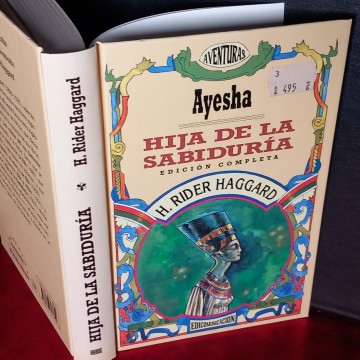 AVENTURAS
3
495
Ayesha
HIJA DE LA
SABIDURÍA
EDICIÓN COMPLETA
H. RIDER HAGGARD
EDICOMUNICACIÓN
H. Rider Haggard
HIJA DE LA SABIDURÍA